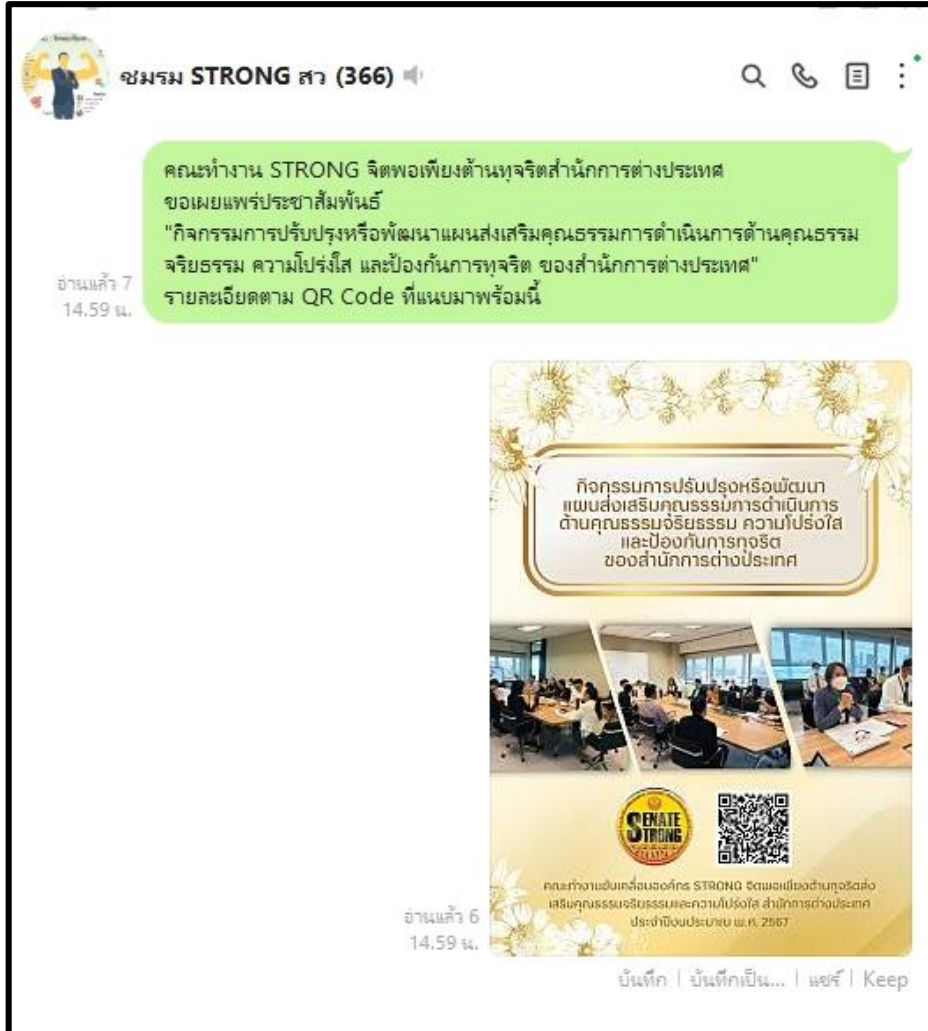 ชมรม STRONG สว (366)
คณะทำงาน STRONG จิตพอเพียงต้านทุจริตสำนักการต่างประเทศ
ขอเผยแพร่ประชาสัมพันธ์
"กิจกรรมการปรับปรุงหรือพัฒนาแผนส่งเสริมคุณธรรมการดำเนินการด้านคุณธรรม
จริยธรรม ความโปร่งใส และป้องกันการทุจริต ของสำนักการต่างประเทศ"
รายละเอียดตาม QR Code ที่แนบมาพร้อมนี้
อ่านแล้ว 7
14.59 น.
กิจกรรมการปรับปรุงหรือพัฒนา
แผนส่งเสริมคุณธรรมการดำเนินการ
ด้านคุณธรรมจริยธรรม ความโปร่งใส
และป้องกันการทุจริต
ของสำนักการต่างประเทศ
SENATE
STRONG
คณะทำงานขับเคลื่อนองค์กร STRONG จิตพอเพียงต้านทุจริตส่ง
เสริมคุณธรรมจริยธรรมและความโปร่งใส สำนักการต่างประเทศ
ประจำปีงบประมาณ พ.ศ. 2567
อ่านแล้ว 6
14.59 น.
บันทึก | บันทึกเป็น... | แชร์ | Keep